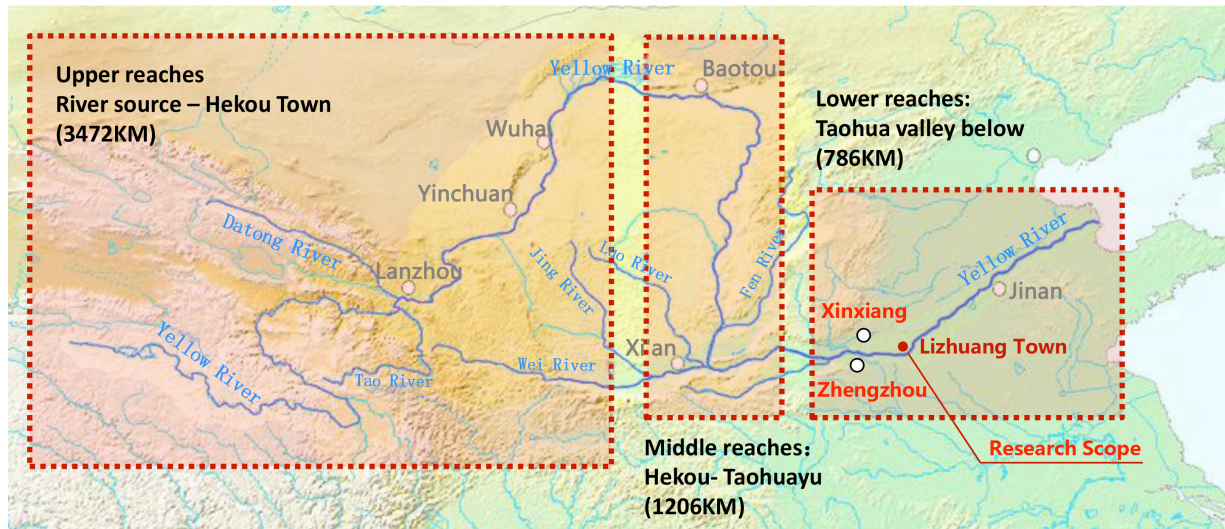 Upper reaches
River source – Hekou Town
(3472KM)
Yellow River
Baotou
Lower reaches:
Taohua valley below
(786KM)
Wuhai
Yinchuan
Datong River
Lanzhou
Jing River
Luo River
Fen River
Yellow River
Jinan
Xinxiang
Lizhuang Town
Zhengzhou
Yellow River
Tao River
Wei River
Xi an
Research Scope
Middle reaches:
Hekou- Taohuayu
(1206KM)